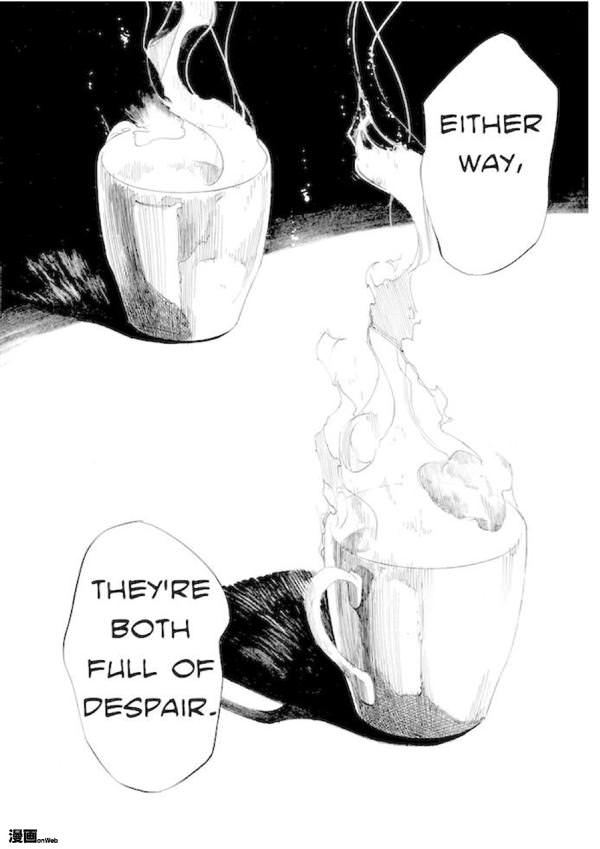 EITHER
WAY,
THEY'RE
BOTH
FULL OF
DESPAIR.
漫画onWeb